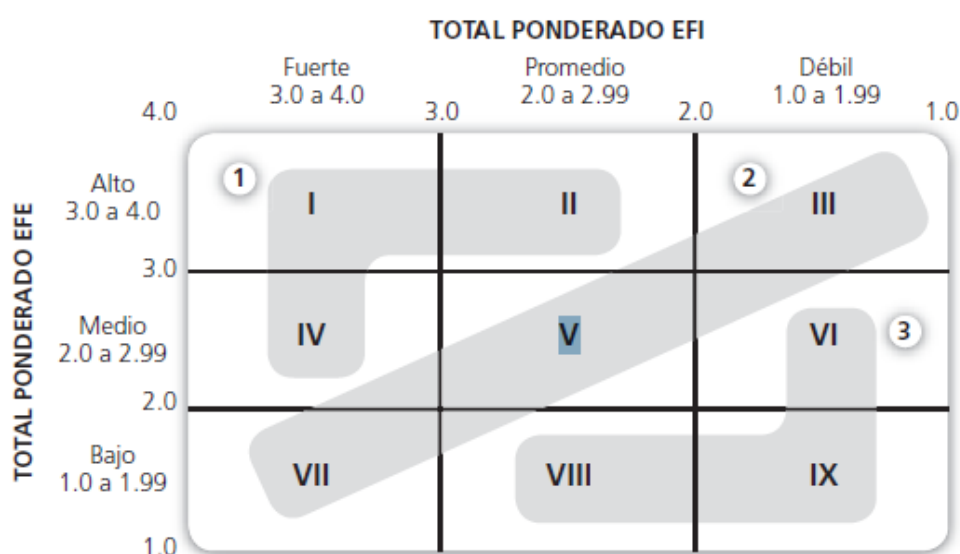 TOTAL PONDERADO EFI
Fuerte
3.0 a 4.0
Promedio
2.0 a 2.99
Débil
1.0 a 1.99
4.0
3.0
2.0
1.0
TOTAL PONDERADO EFE
Alto
3.0 a 4.0
1
I
II
2
III
3.0
Medio
2.0 a 2.99
IV
V
VI
3
2.0
Bajo
1.0 a 1.99
VII
VIII
IX
1.0